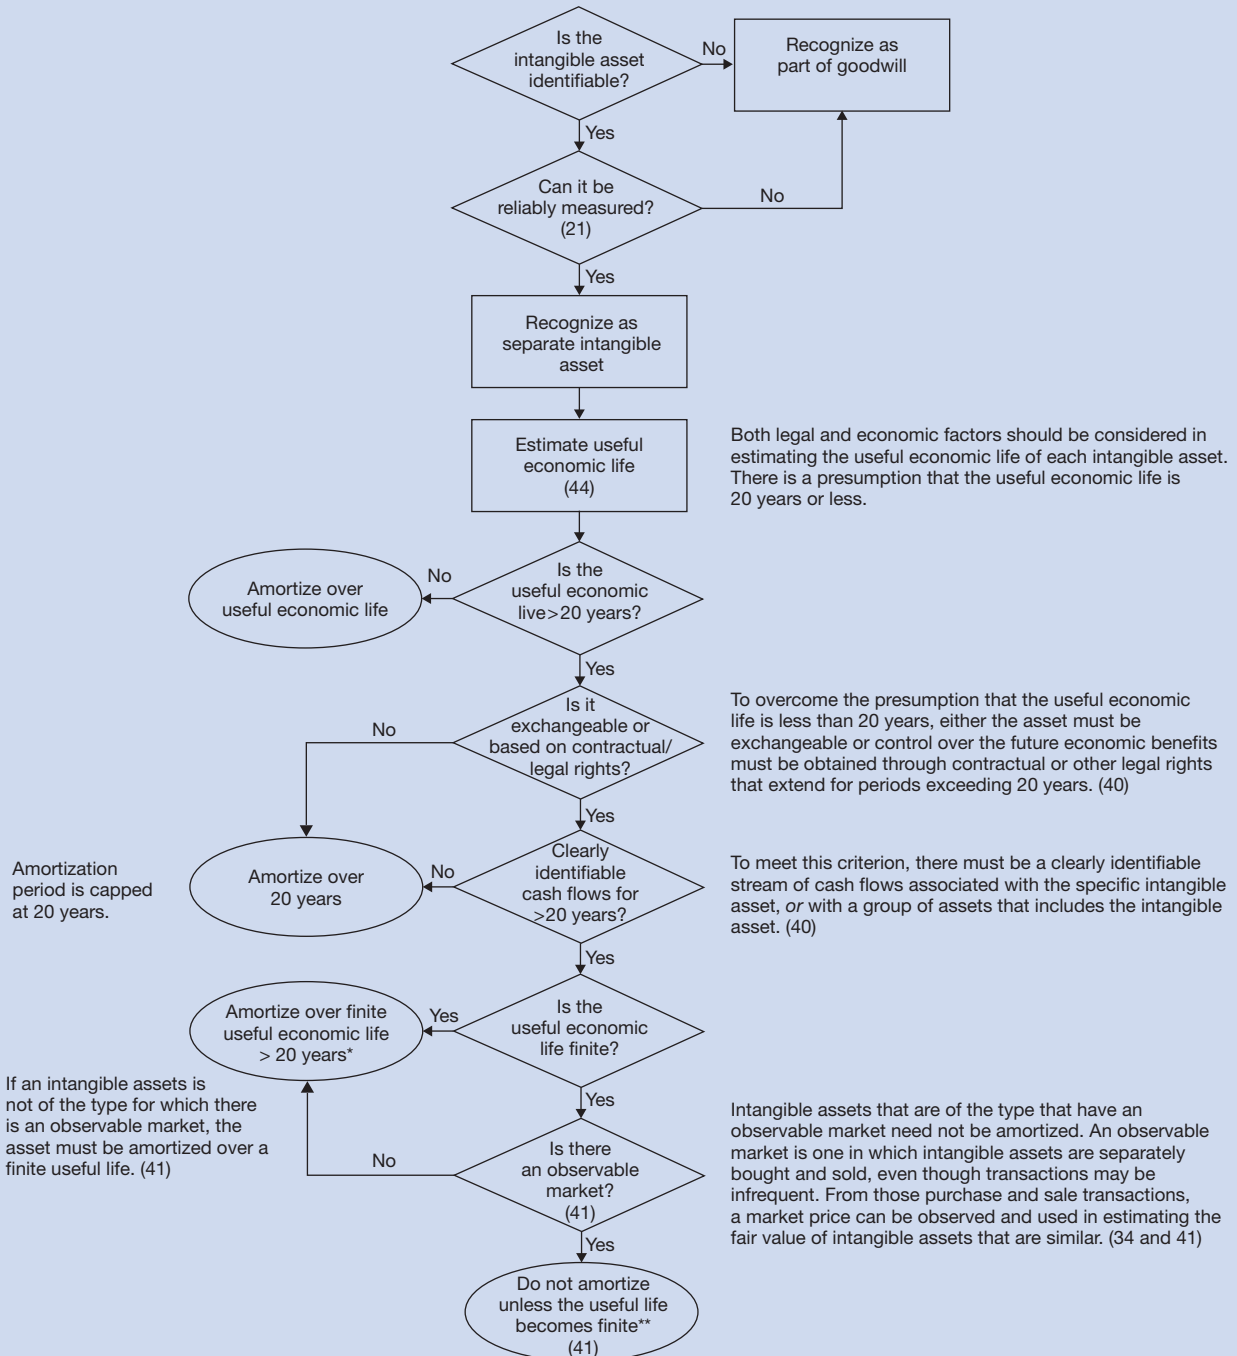 Is the
intangible asset
identifiable?
No
Recognize as
part of goodwill
Yes
Can it be
reliably measured?
(21)
No
Yes
Recognize as
separate intangible
asset
Estimate useful
economic life
(44)
Both legal and economic factors should be considered in
estimating the useful economic life of each intangible asset.
There is a presumption that the useful economic life is
20 years or less.
Is the
useful economic
live>20 years?
No
Amortize over
useful economic life
Yes
Is it
exchangeable or
based on contractual/
legal rights?
No
To overcome the presumption that the useful economic
life is less than 20 years, either the asset must be
exchangeable or control over the future economic benefits
must be obtained through contractual or other legal rights
that extend for periods exceeding 20 years. (40)
Yes
Clearly
identifiable
cash flows for
>20 years?
No
Amortize over
20 years
Amortization
period is capped
at 20 years.
To meet this criterion, there must be a clearly identifiable
stream of cash flows associated with the specific intangible
asset, or with a group of assets that includes the intangible
asset. (40)
Yes
Is the
useful economic
life finite?
Yes
Amortize over finite
useful economic life
> 20 years*
If an intangible assets is
not of the type for which there
is an observable market, the
asset must be amortized over a
finite useful life. (41)
Yes
Is there
an observable
market?
(41)
No
Intangible assets that are of the type that have an
observable market need not be amortized. An observable
market is one in which intangible assets are separately
bought and sold, even though transactions may be
infrequent. From those purchase and sale transactions,
a market price can be observed and used in estimating the
fair value of intangible assets that are similar. (34 and 41)
Yes
Do not amortize
unless the useful life
becomes finite**
(41)